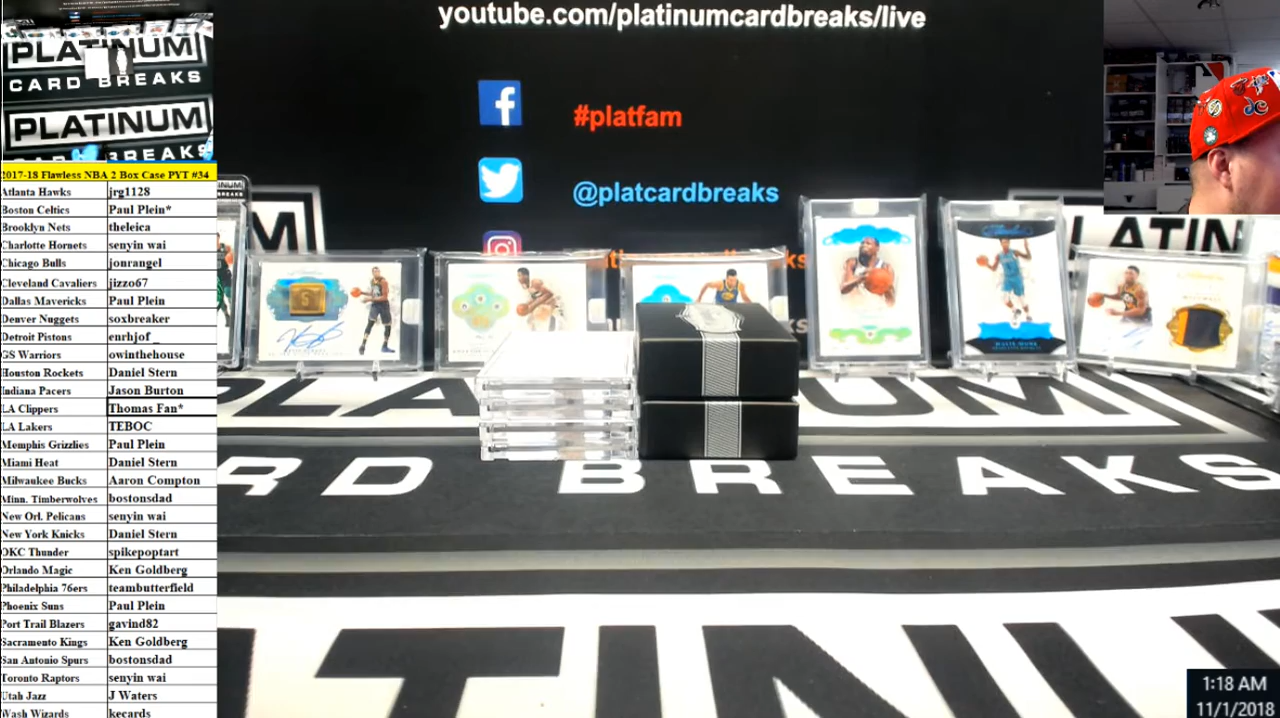 youtube.com/platinumcardbreaks/live
#platfam
@platcardbreaks
PLATINUM
CARD BREAKS
PLATINUM
2017-18 Flawless NBA 2 Box Case PYT #34
Atlanta Hawks jrg1128
Boston Celtics Paul Plein*
Brooklyn Nets theleica
Charlotte Hornets senyin wai
Chicago Bulls jonrangel
Cleveland Cavaliers jizzo67
Dallas Mavericks Paul Plein
Denver Nuggets soxbreaker
Detroit Pistons enrhjof_
GS Warriors owinthehouse
Houston Rockets Daniel Stern
Indiana Pacers Jason Burton
LA Clippers Thomas Fan*
LA Lakers TEBOC
Memphis Grizzlies Paul Plein
Miami Heat Daniel Stern
Milwaukee Bucks Aaron Compton
Minn. Timberwolves bostonsdad
New Orl. Pelicans senyin wai
New York Knicks Daniel Stern
OKC Thunder spikepoptart
Orlando Magic Ken Goldberg
Philadelphia 76ers teambutterfield
Phoenix Suns Paul Plein
Port Trail Blazers gavind82
Sacramento Kings Ken Goldberg
San Antonio Spurs bostonsdad
Toronto Raptors senyin wai
Utah Jazz J Waters
Wash Wizards kecards
PLATINUM
CARD BREAKS
1:18 AM
11/1/2018